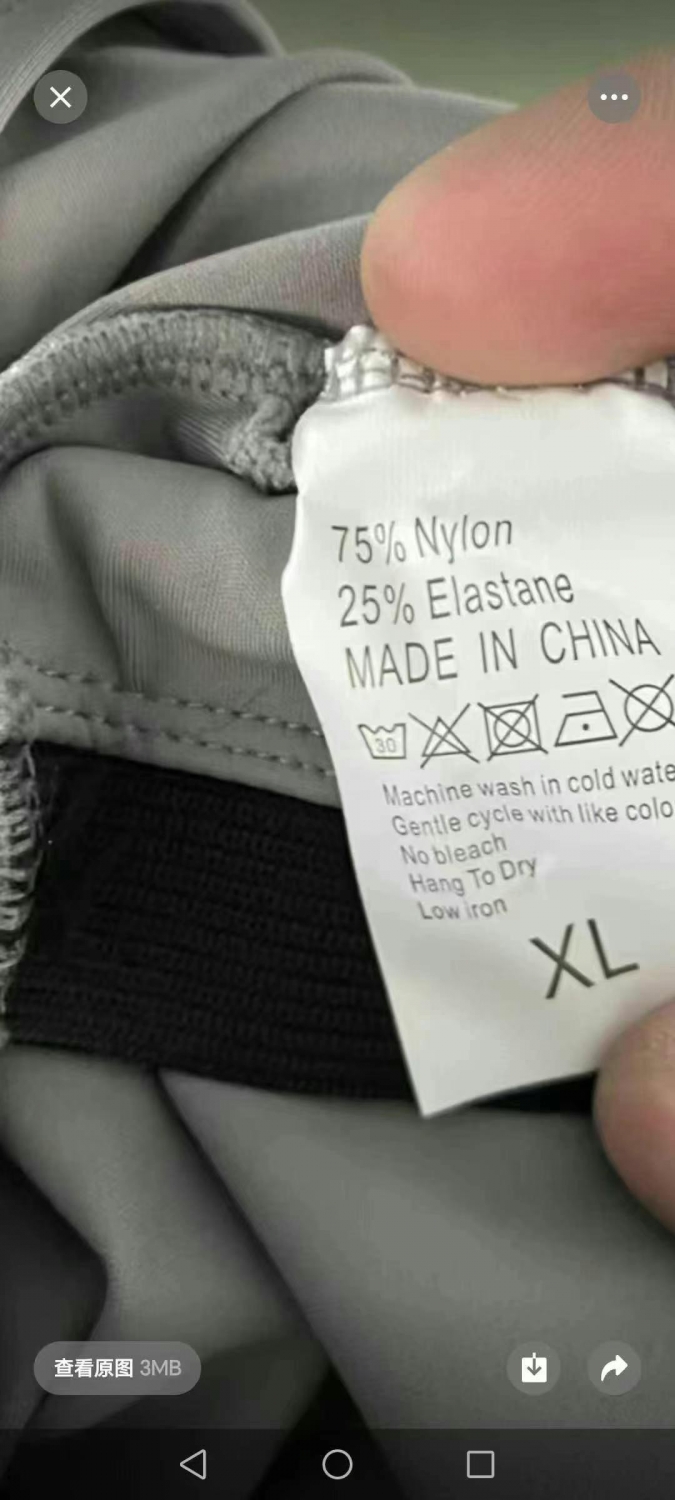 75% Nylon
25% Elastane
MADE IN CHINA
30
Machine wash in cold wate
Gentle cycle with like colo
No bleach
Hang To Dry
Low iron
XL
查看原图 3MB